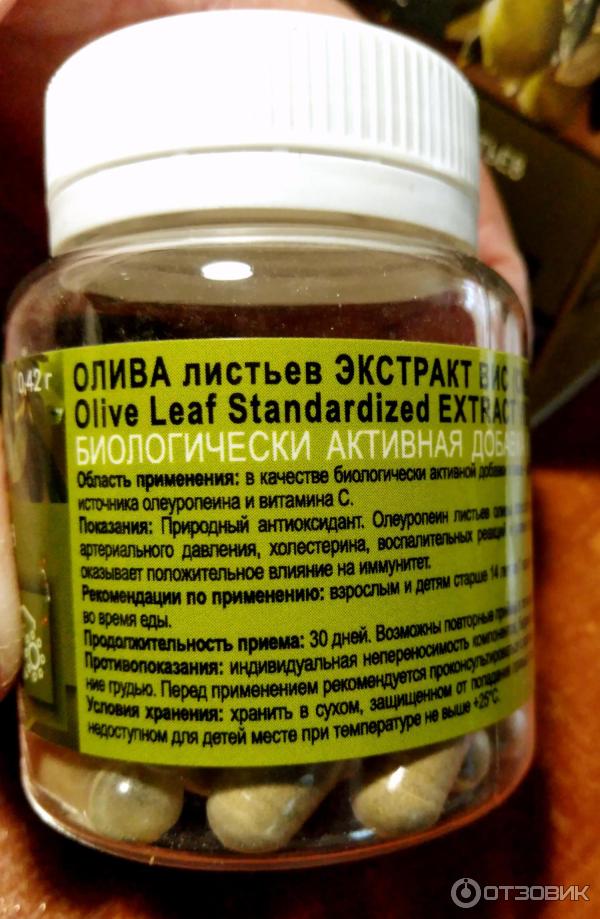 0,42 г
ОЛИВА листьев ЭКСТРАКТ
Olive Leaf Standardized EXTRACT
БИОЛОГИЧЕСКИ АКТИВНАЯ ДОБАВКА
Область применения: в качестве биологически активной добавки
источника олеуропеина и витамина С.
Показания: Природный антиоксидант. Олеуропеин листьев
артериального давления, холестерина, воспалительных реакций
оказывает положительное влияние на иммунитет.
Рекомендации по применению: взрослым и детям старше 14
во время еды.
Продолжительность приема: 30 дней. Возможны повторные
Противопоказания: индивидуальная непереносимость компонентов,
ние грудью. Перед применением рекомендуется проконсультироваться
Условия хранения: хранить в сухом, защищенном от попадания
недоступном для детей месте при температуре не выше +25°C.
ОТЗОВИК